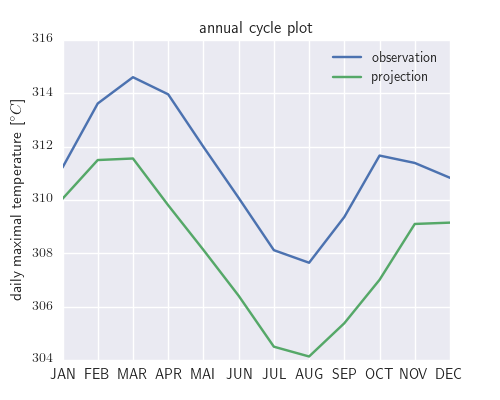 annual cycle plot
316
314
312
310
308
306
304
daily maximal temperature [°C]
observation
projection
JAN FEB MAR APR MAI JUN JUL AUG SEP OCT NOV DEC